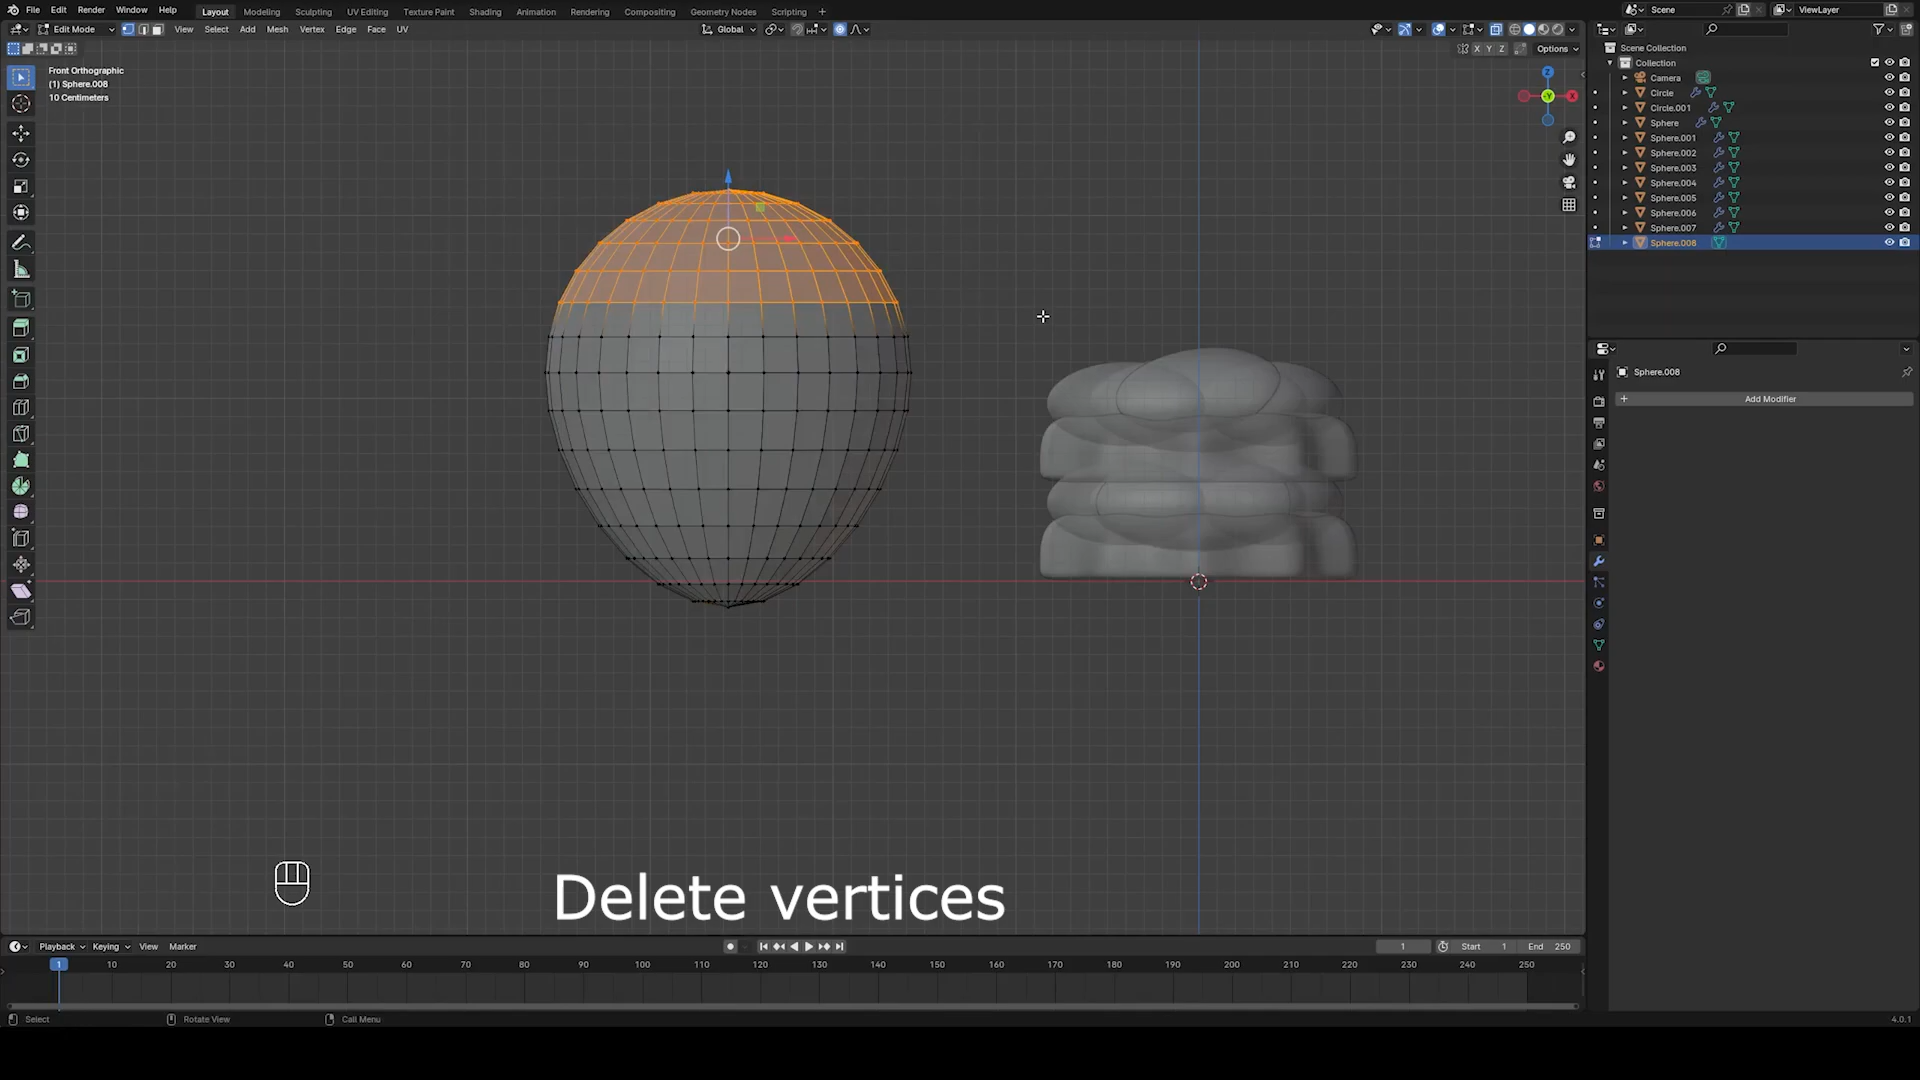 File Edit Render Window Help Layout Modeling Sculpting UV Editing Texture Paint Shading Animation Rendering Compositing Geometry Nodes Scripting + Scene ViewLayer
Edit Mode View Select Add Mesh Vertex Edge Face UV Global
X Y Z Options
Front Orthographic
(1) Sphere.008
10 Centimeters
Z
-Y X
Scene Collection
Collection
Camera
Circle
Circle.001
Sphere
Sphere.001
Sphere.002
Sphere.003
Sphere.004
Sphere.005
Sphere.006
Sphere.007
Sphere.008
Sphere.008
+ Add Modifier
Delete vertices
Playback Keying View Marker 1 Start 1 End 250
1 10 20 30 40 50 60 70 80 90 100 110 120 130 140 150 160 170 180 190 200 210 220 230 240 250
Select Rotate View Call Menu 4.0.1